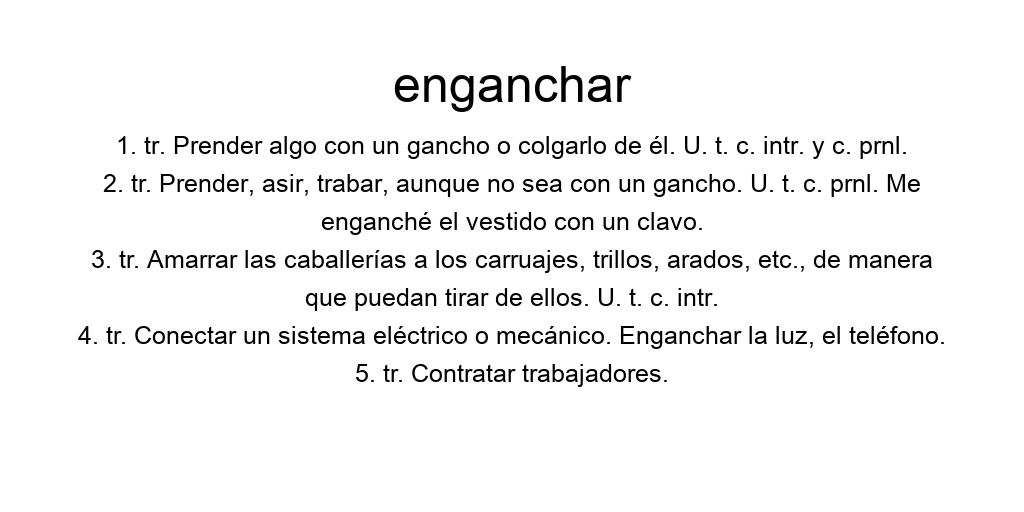 enganchar
1. tr. Prender algo con un gancho o colgarlo de él. U. t. c. intr. y c. prnl.
2. tr. Prender, asir, trabar, aunque no sea con un gancho. U. t. c. prnl. Me
enganché el vestido con un clavo.
3. tr. Amarrar las caballerías a los carruajes, trillos, arados, etc., de manera
que puedan tirar de ellos. U. t. c. intr.
4. tr. Conectar un sistema eléctrico o mecánico. Enganchar la luz, el teléfono.
5. tr. Contratar trabajadores.